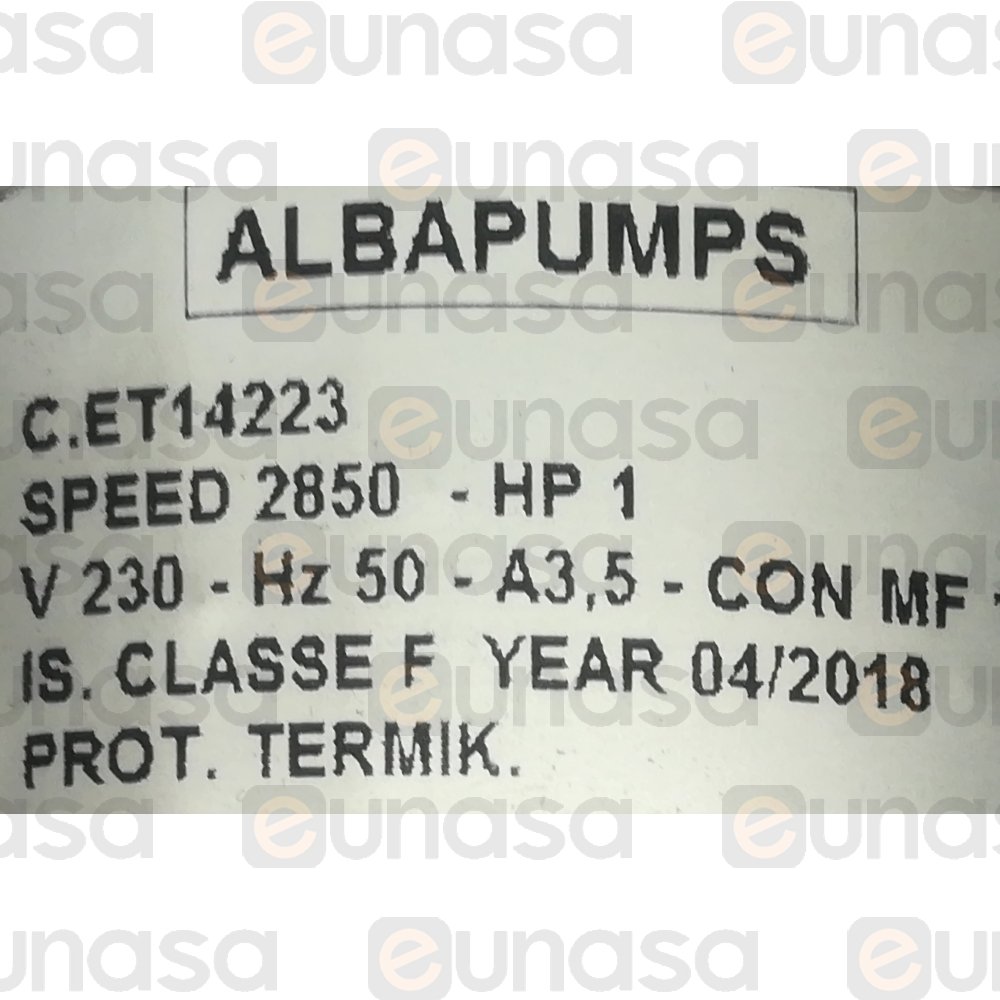 ALBAPUMPS
C.ET14223
SPEED 2850 - HP 1
V 230 - Hz 50 - A3,5 - CON MF -
IS. CLASSE F YEAR 04/2018
PROT. TERMIK.
eunasa